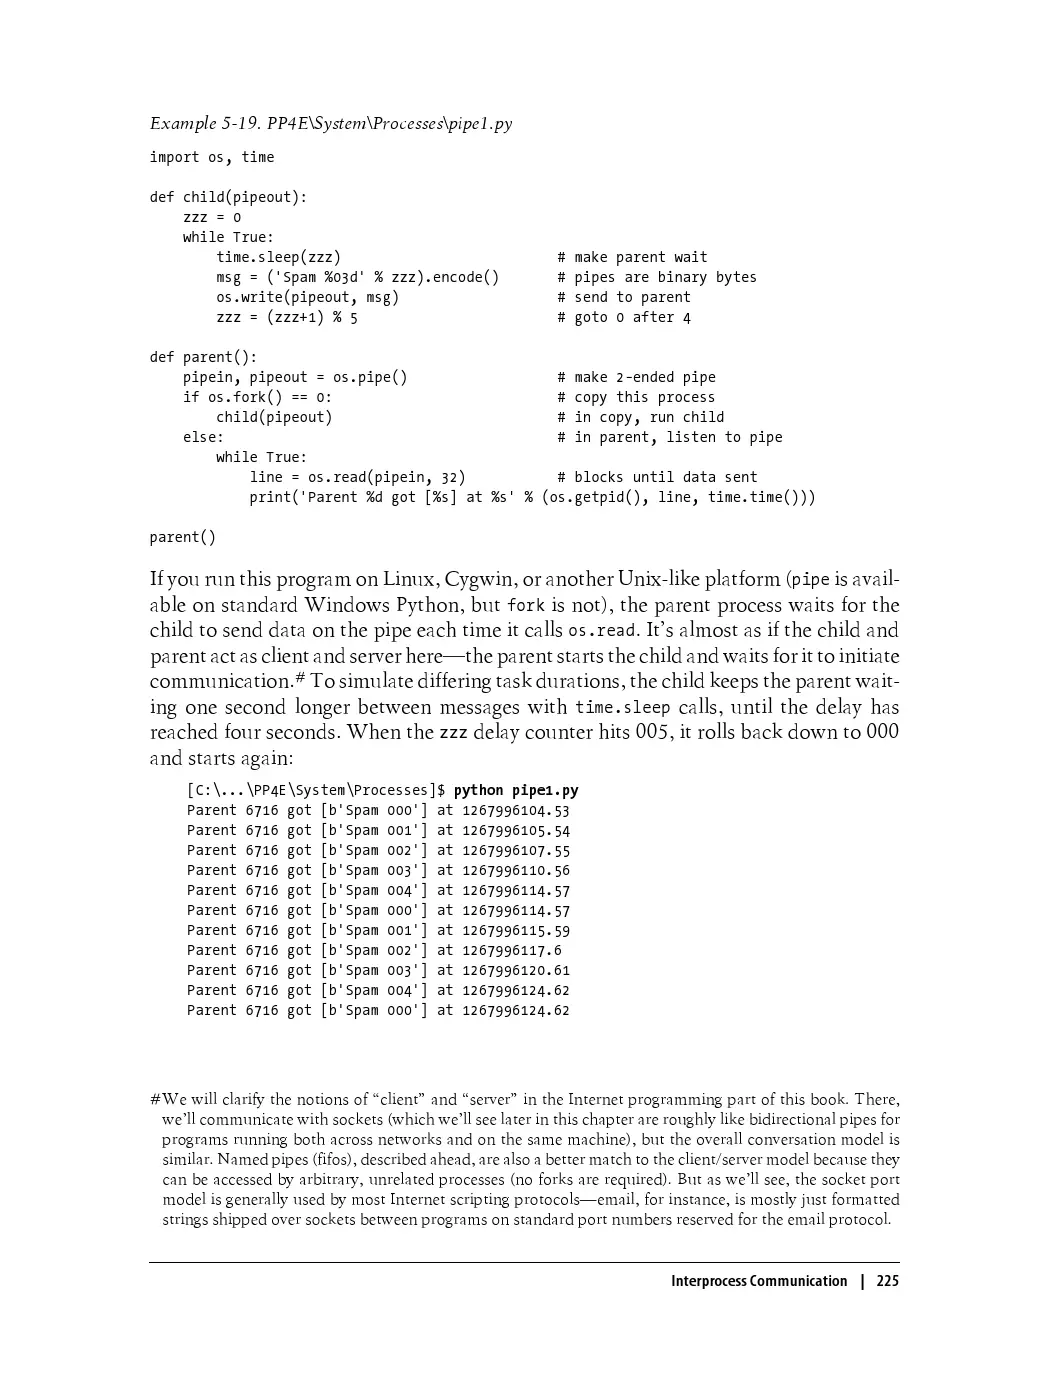 Example 5-19. PP4E\System\Processes\pipe1.py
import os, time
def child(pipeout):
    zzz = 0
    while True:
        time.sleep(zzz)                          # make parent wait
        msg = ('Spam %03d' % zzz).encode()       # pipes are binary bytes
        os.write(pipeout, msg)                   # send to parent
        zzz = (zzz+1) % 5                        # goto 0 after 4
def parent():
    pipein, pipeout = os.pipe()                  # make 2-ended pipe
    if os.fork() == 0:                           # copy this process
        child(pipeout)                           # in copy, run child
    else:                                        # in parent, listen to pipe
        while True:
            line = os.read(pipein, 32)           # blocks until data sent
            print('Parent %d got [%s] at %s' % (os.getpid(), line, time.time()))
parent()
If you run this program on Linux, Cygwin, or another Unix-like platform (pipe is avail-
able on standard Windows Python, but fork is not), the parent process waits for the
child to send data on the pipe each time it calls os.read. It’s almost as if the child and
parent act as client and server here—the parent starts the child and waits for it to initiate
communication.# To simulate differing task durations, the child keeps the parent wait-
ing one second longer between messages with time.sleep calls, until the delay has
reached four seconds. When the zzz delay counter hits 005, it rolls back down to 000
and starts again:
[C:\...\PP4E\System\Processes]$ python pipe1.py
Parent 6716 got [b'Spam 000'] at 1267996104.53
Parent 6716 got [b'Spam 001'] at 1267996105.54
Parent 6716 got [b'Spam 002'] at 1267996107.55
Parent 6716 got [b'Spam 003'] at 1267996110.56
Parent 6716 got [b'Spam 004'] at 1267996114.57
Parent 6716 got [b'Spam 000'] at 1267996114.57
Parent 6716 got [b'Spam 001'] at 1267996115.59
Parent 6716 got [b'Spam 002'] at 1267996117.6
Parent 6716 got [b'Spam 003'] at 1267996120.61
Parent 6716 got [b'Spam 004'] at 1267996124.62
Parent 6716 got [b'Spam 000'] at 1267996124.62
#We will clarify the notions of “client” and “server” in the Internet programming part of this book. There,
we’ll communicate with sockets (which we’ll see later in this chapter are roughly like bidirectional pipes for
programs running both across networks and on the same machine), but the overall conversation model is
similar. Named pipes (fifos), described ahead, are also a better match to the client/server model because they
can be accessed by arbitrary, unrelated processes (no forks are required). But as we’ll see, the socket port
model is generally used by most Internet scripting protocols—email, for instance, is mostly just formatted
strings shipped over sockets between programs on standard port numbers reserved for the email protocol.
Interprocess Communication | 225